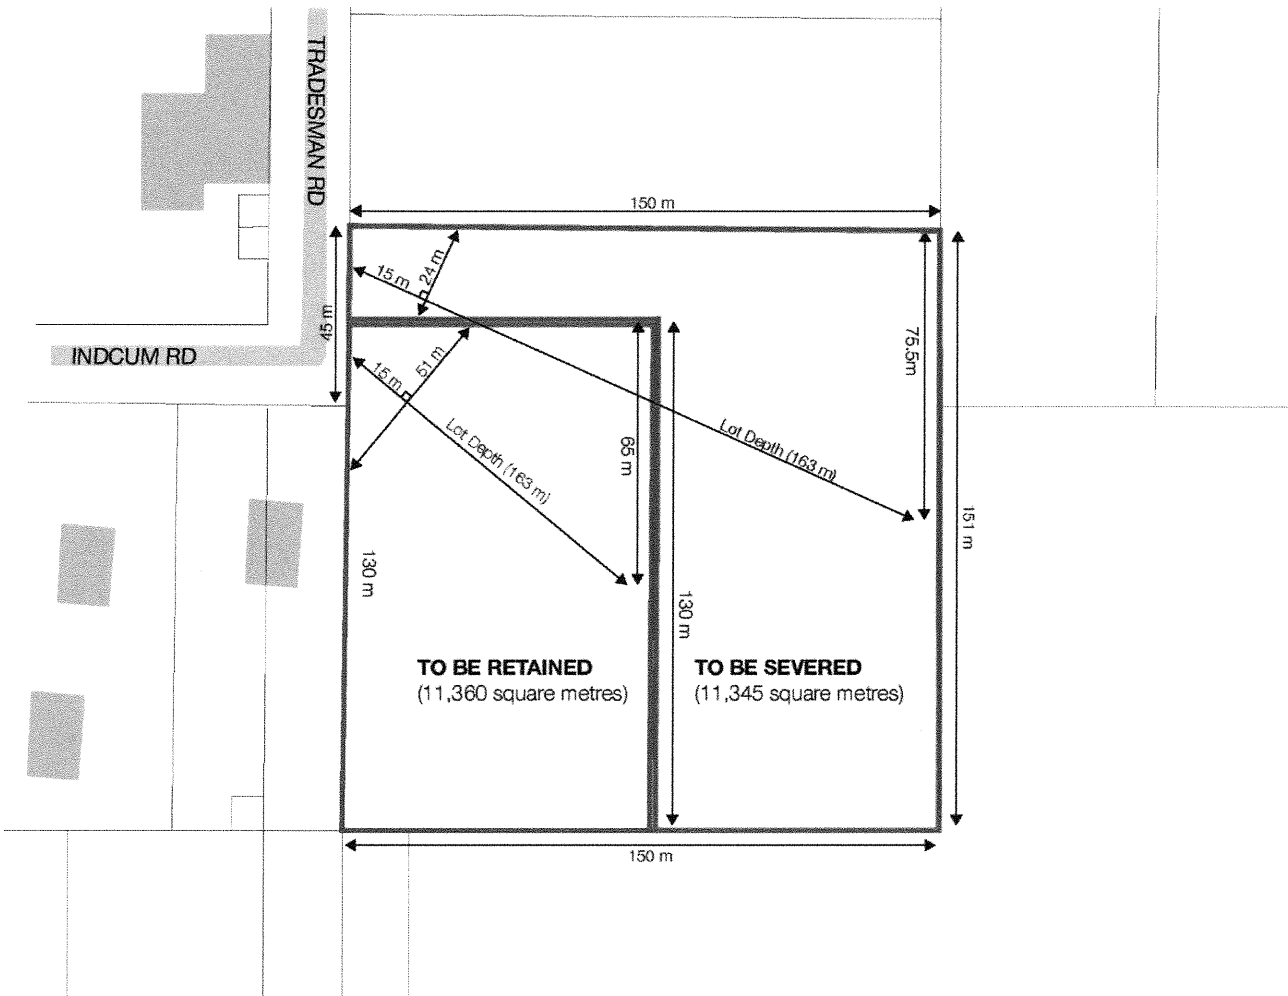 TRADESMAN RD
150 m
24 m
15 m
45 m
INDCUM RD
75.5m
51 m
15 m
Lot Depth (163 m)
65 m
Lot Depth (163 m)
151 m
130 m
130 m
TO BE RETAINED
(11,360 square metres)
TO BE SEVERED
(11,345 square metres)
150 m